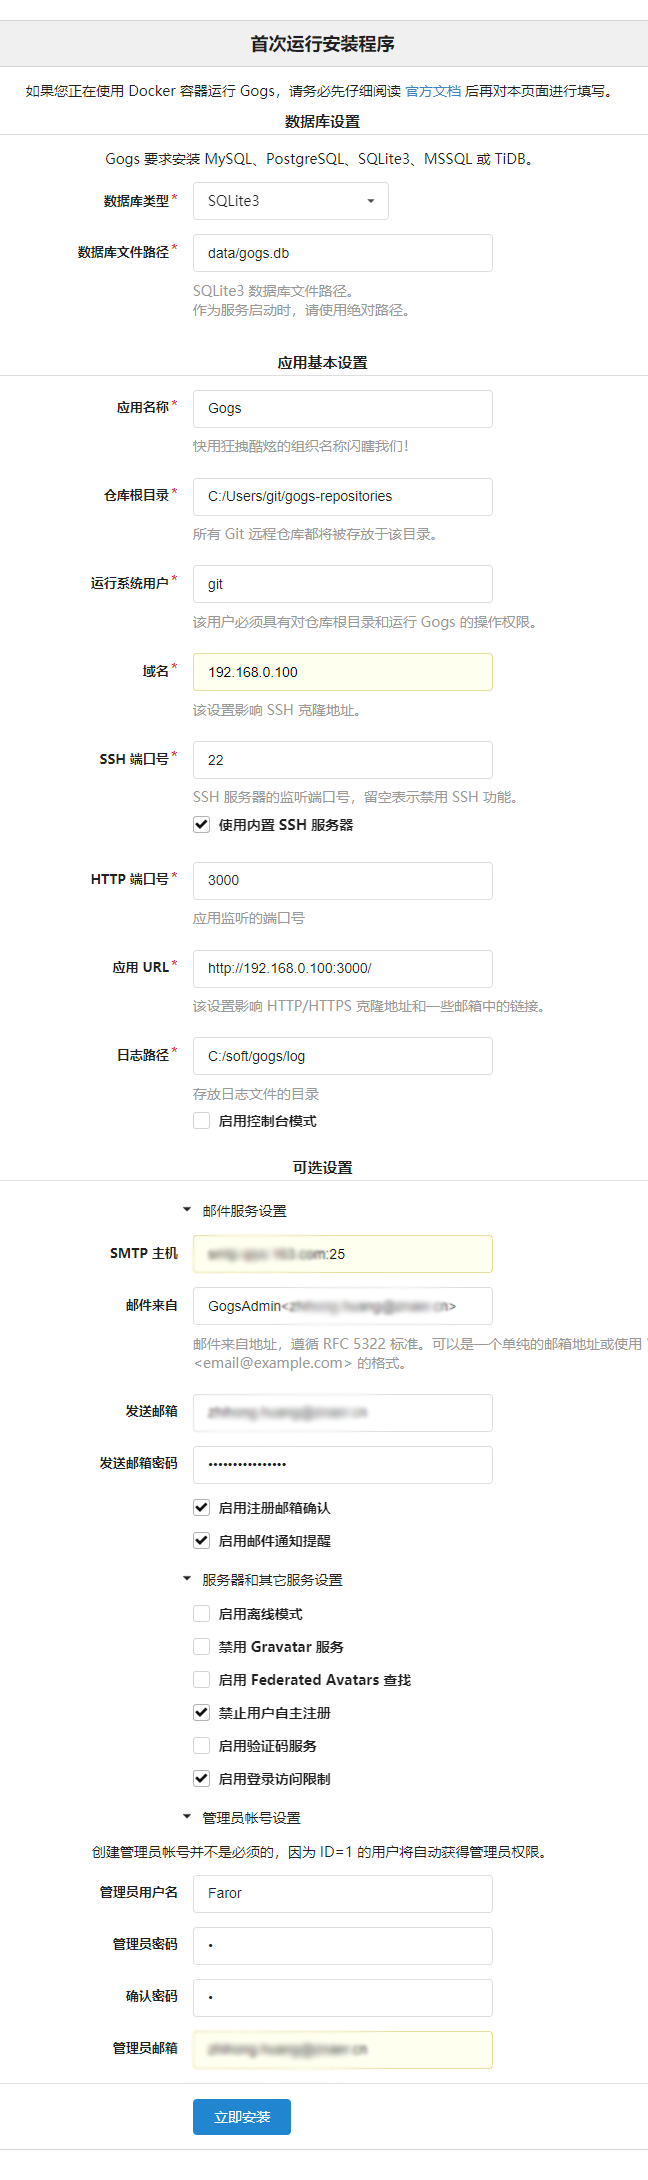 首次运行安装程序
如果您正在使用 Docker 容器运行 Gogs，请务必先仔细阅读 官方文档 后再对本页面进行填写。
数据库设置
Gogs 要求安装 MySQL、PostgreSQL、SQLite3、MSSQL 或 TiDB。
数据库类型* SQLite3
数据库文件路径* data/gogs.db
SQLite3 数据库文件路径。
作为服务启动时，请使用绝对路径。
应用基本设置
应用名称* Gogs
快用狂拽酷炫的组织名称闪瞎我们！
仓库根目录* C:/Users/git/gogs-repositories
所有 Git 远程仓库都将被存放于该目录。
运行系统用户* git
该用户必须具有对仓库根目录和运行 Gogs 的操作权限。
域名* 192.168.0.100
该设置影响 SSH 克隆地址。
SSH 端口号* 22
SSH 服务器的监听端口号，留空表示禁用 SSH 功能。
使用内置 SSH 服务器
HTTP 端口号* 3000
应用监听的端口号
应用 URL* http://192.168.0.100:3000/
该设置影响 HTTP/HTTPS 克隆地址和一些邮箱中的链接。
日志路径* C:/soft/gogs/log
存放日志文件的目录
启用控制台模式
可选设置
邮件服务设置
SMTP 主机 .com:25
邮件来自 GogsAdmin<
邮件来自地址，遵循 RFC 5322 标准。可以是一个单纯的邮箱地址或使用
<email@example.com> 的格式。
发送邮箱
发送邮箱密码 ••••••••••••••••
启用注册邮箱确认
启用邮件通知提醒
服务器和其它服务设置
启用离线模式
禁用 Gravatar 服务
启用 Federated Avatars 查找
禁止用户自主注册
启用验证码服务
启用登录访问限制
管理员帐号设置
创建管理员帐号并不是必须的，因为 ID=1 的用户将自动获得管理员权限。
管理员用户名 Faror
管理员密码 •
确认密码 •
管理员邮箱
立即安装